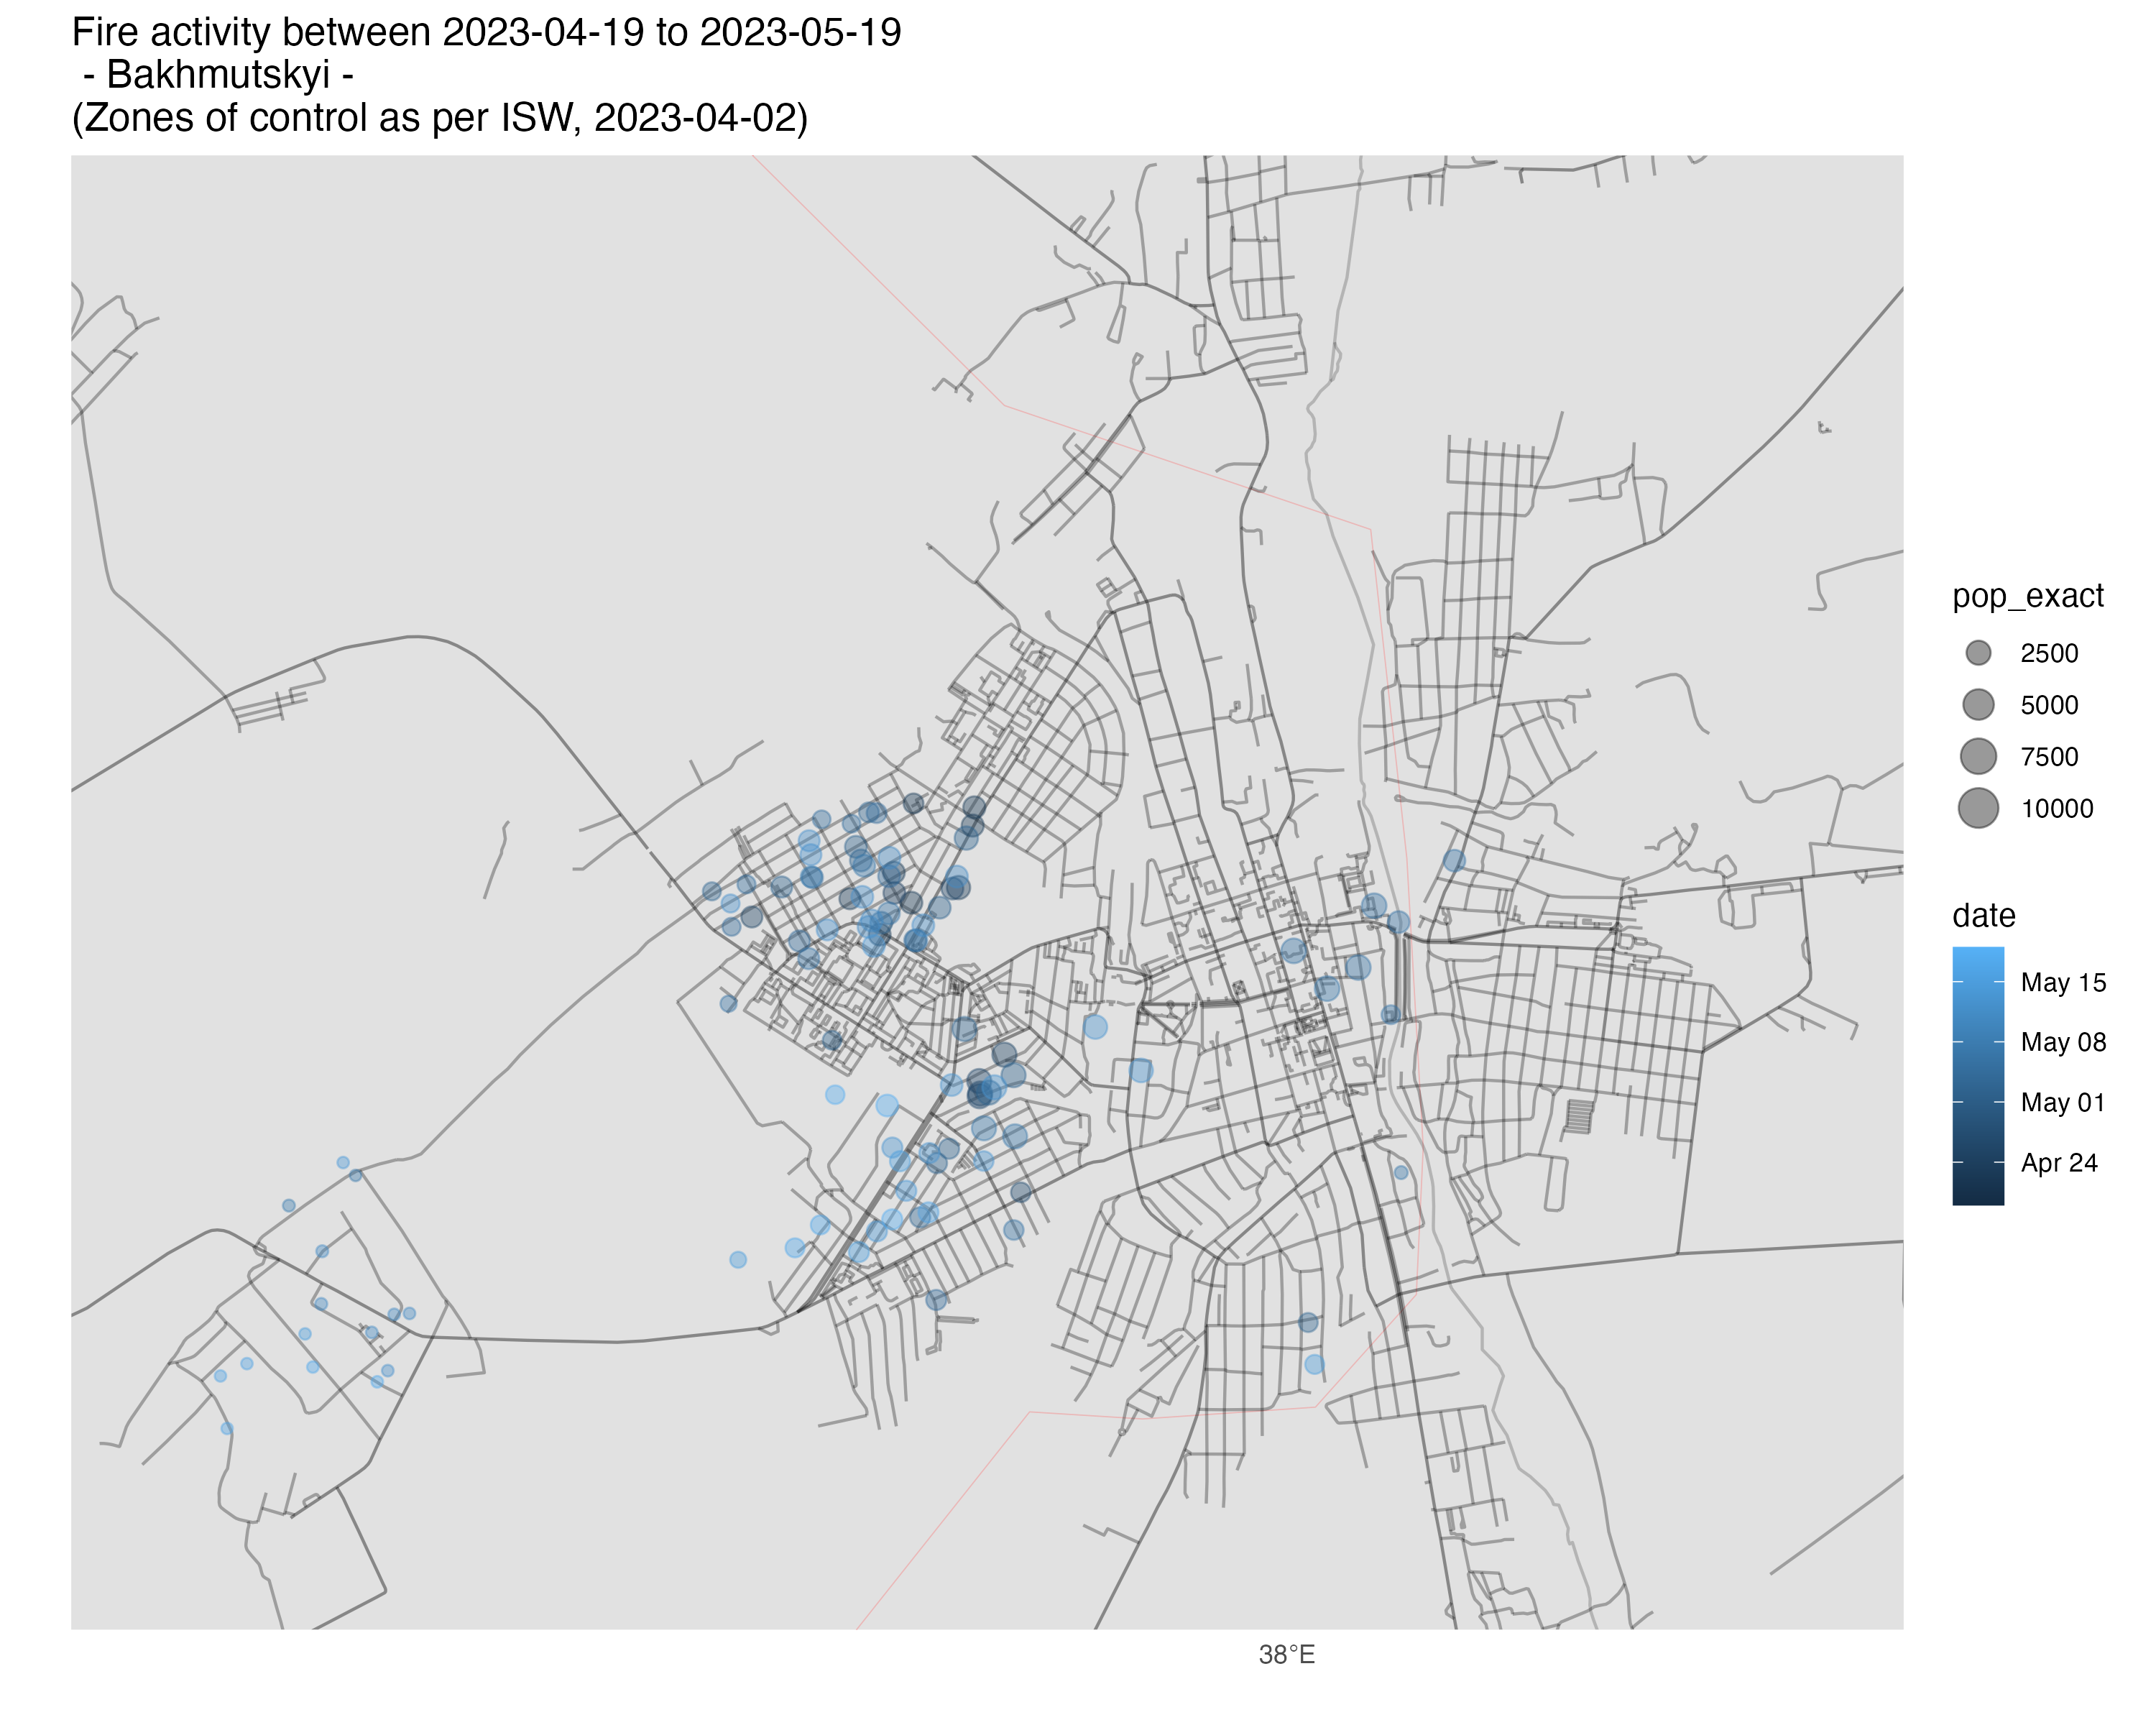 Fire activity between 2023-04-19 to 2023-05-19
- Bakhmutskyi -
(Zones of control as per ISW, 2023-04-02)
pop_exact
2500
5000
7500
10000
date
May 15
May 08
May 01
Apr 24
38°E